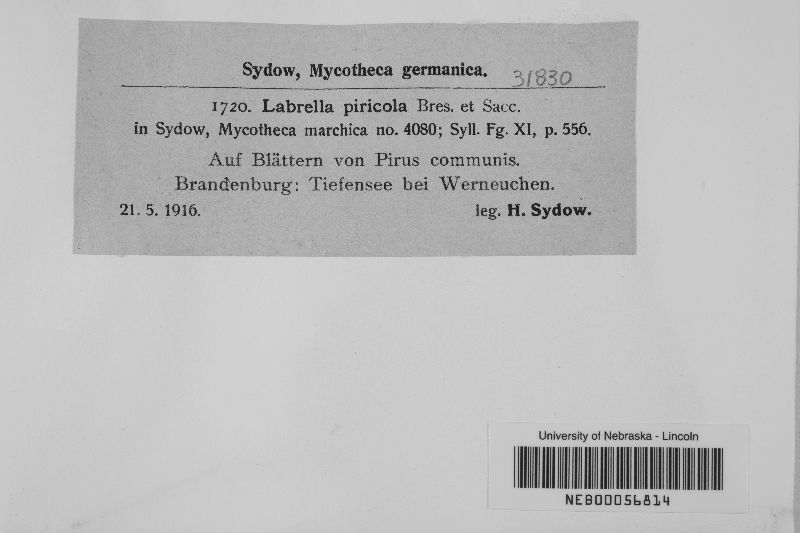 Sydow, Mycotheca germanica. 31830
1720. Labrella piricola Bres. et Sacc.
in Sydow, Mycotheca marchica no. 4080; Syll. Fg. XI, p. 556.
Auf Blättern von Pirus communis.
Brandenburg: Tiefensee bei Werneuchen.
21. 5. 1916. leg. H. Sydow.
University of Nebraska - Lincoln
NEB00056814